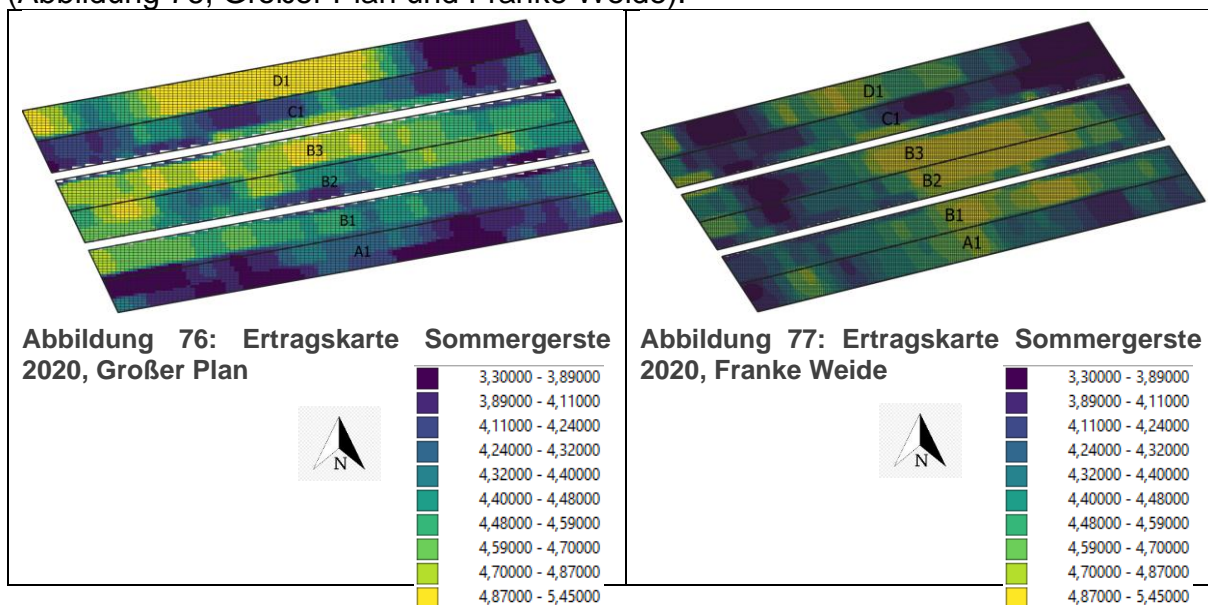 (Abbildung 76, Großer Plan und Franke Weide).
D1
C1
B3
B2
B1
A1
Abbildung 76: Ertragskarte Sommergerste
2020, Großer Plan
N
3,30000 - 3,89000
3,89000 - 4,11000
4,11000 - 4,24000
4,24000 - 4,32000
4,32000 - 4,40000
4,40000 - 4,48000
4,48000 - 4,59000
4,59000 - 4,70000
4,70000 - 4,87000
4,87000 - 5,45000
D1
C1
B3
B2
B1
A1
Abbildung 77: Ertragskarte Sommergerste
2020, Franke Weide
N
3,30000 - 3,89000
3,89000 - 4,11000
4,11000 - 4,24000
4,24000 - 4,32000
4,32000 - 4,40000
4,40000 - 4,48000
4,48000 - 4,59000
4,59000 - 4,70000
4,70000 - 4,87000
4,87000 - 5,45000